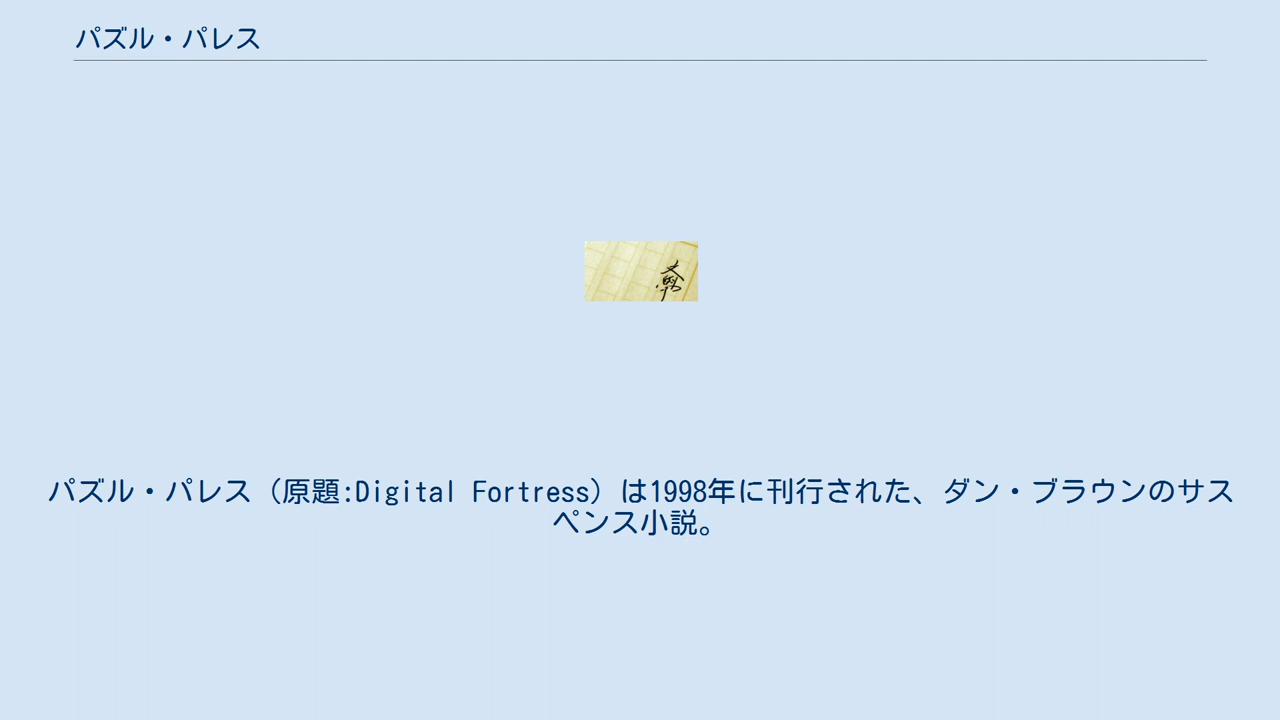 パズル・パレス
パズル・パレス（原題:Digital Fortress）は1998年に刊行された、ダン・ブラウンのサス
ペンス小説。